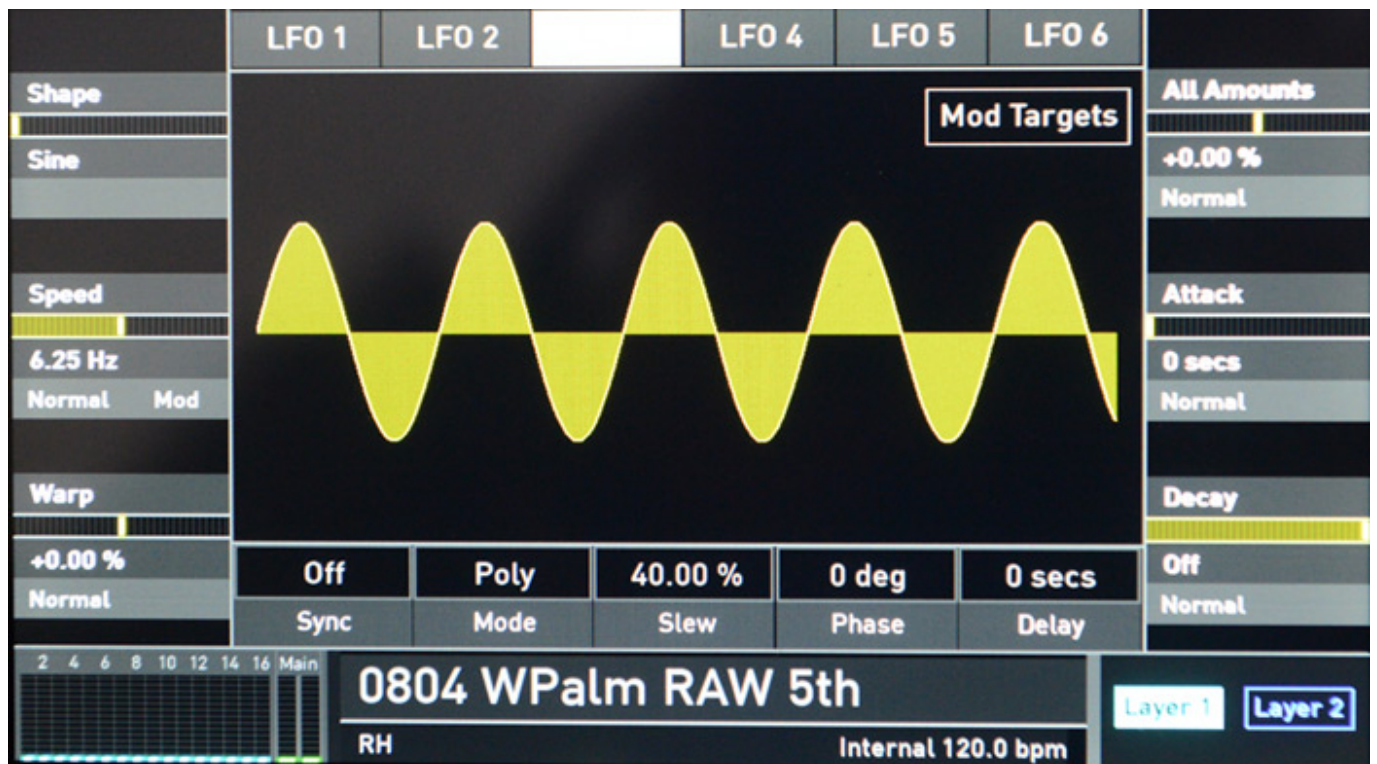 LFO 1 LFO 2 LFO 4 LFO 5 LFO 6
Mod Targets
Shape
Sine
Speed
6.25 Hz
Normal Mod
Warp
+0.00 %
Normal
All Amounts
+0.00 %
Normal
Attack
0 secs
Normal
Decay
Off
Normal
Off Poly 40.00 % 0 deg 0 secs
Sync Mode Slew Phase Delay
2 4 6 8 10 12 14 16 Main
0804 WPalm RAW 5th
RH Internal 120.0 bpm
Layer 1 Layer 2